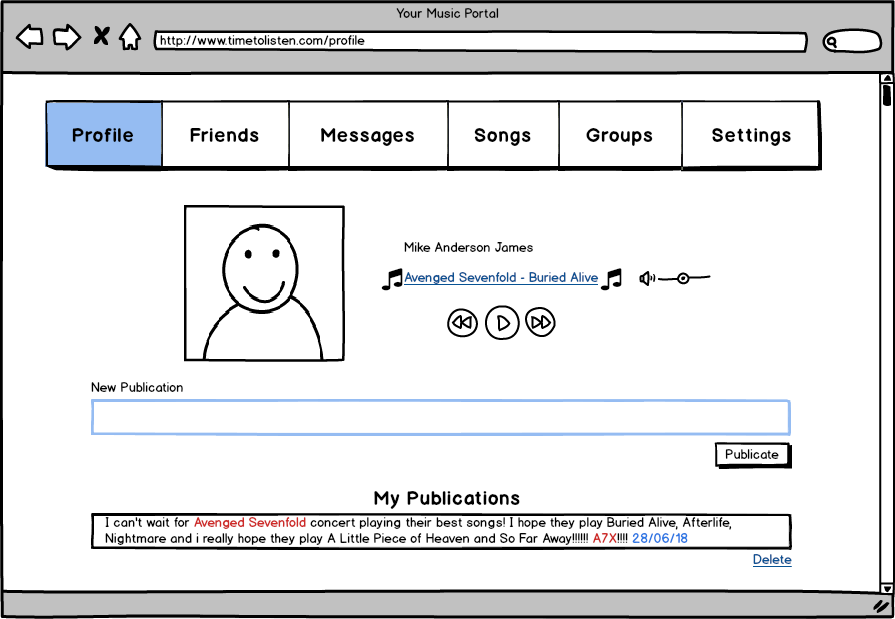 Your Music Portal
http://www.timetolisten.com/profile
Profile Friends Messages Songs Groups Settings
Mike Anderson James
Avenged Sevenfold - Buried Alive
New Publication
Publicate
My Publications
I can't wait for Avenged Sevenfold concert playing their best songs! I hope they play Buried Alive, Afterlife,
Nightmare and i really hope they play A Little Piece of Heaven and So Far Away!!!!!! A7X!!!! 28/06/18
Delete